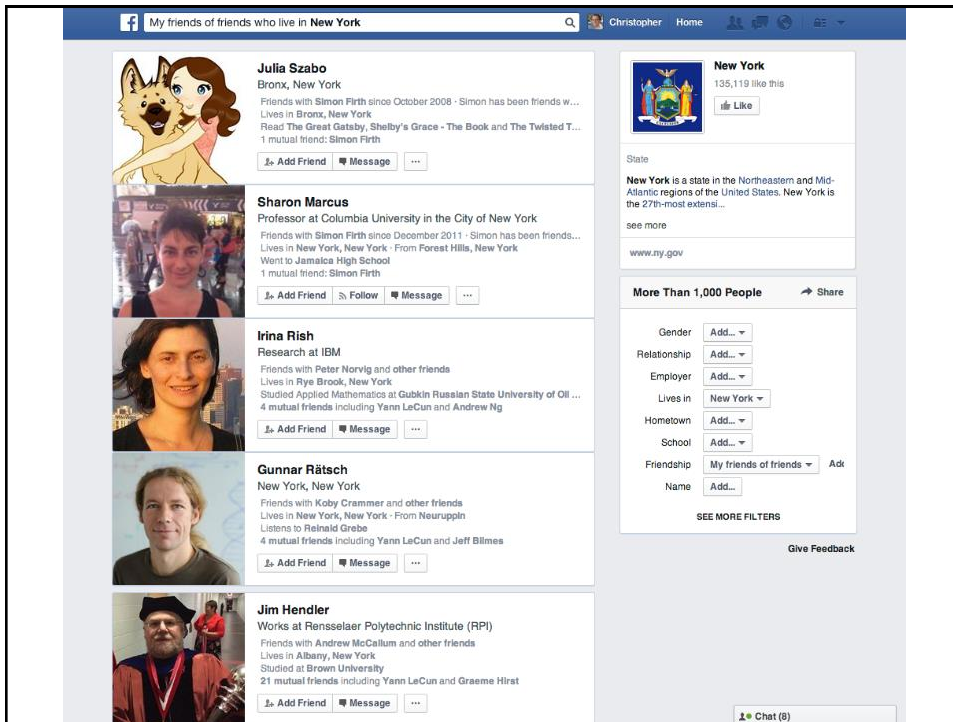 f My friends of friends who live in New York Christopher Home
Julia Szabo
Bronx, New York
Friends with Simon Firth since October 2008 · Simon has been friends w...
Lives in Bronx, New York
Read The Great Gatsby, Shelby's Grace - The Book and The Twisted T...
1 mutual friend: Simon Firth
Add Friend Message ...
Sharon Marcus
Professor at Columbia University in the City of New York
Friends with Simon Firth since December 2011 · Simon has been friends...
Lives in New York, New York · From Forest Hills, New York
Went to Jamaica High School
1 mutual friend: Simon Firth
Add Friend Follow Message ...
Irina Rish
Research at IBM
Friends with Peter Norvig and other friends
Lives in Rye Brook, New York
Studied Applied Mathematics at Gubkin Russian State University of Oil ...
4 mutual friends including Yann LeCun and Andrew Ng
Add Friend Message ...
Gunnar Rätsch
New York, New York
Friends with Koby Crammer and other friends
Lives in New York, New York · From Neuruppin
Listens to Reinald Grebe
4 mutual friends including Yann LeCun and Jeff Bilmes
Add Friend Message ...
Jim Hendler
Works at Rensselaer Polytechnic Institute (RPI)
Friends with Andrew McCallum and other friends
Lives in Albany, New York
Studied at Brown University
21 mutual friends including Yann LeCun and Graeme Hirst
Add Friend Message ...
New York
135,119 like this
Like
State
New York is a state in the Northeastern and Mid-
Atlantic regions of the United States. New York is
the 27th-most extensi...
see more
www.ny.gov
More Than 1,000 People Share
Gender Add...
Relationship Add...
Employer Add...
Lives in New York
Hometown Add...
School Add...
Friendship My friends of friends Add
Name Add...
SEE MORE FILTERS
Give Feedback
Chat (8)